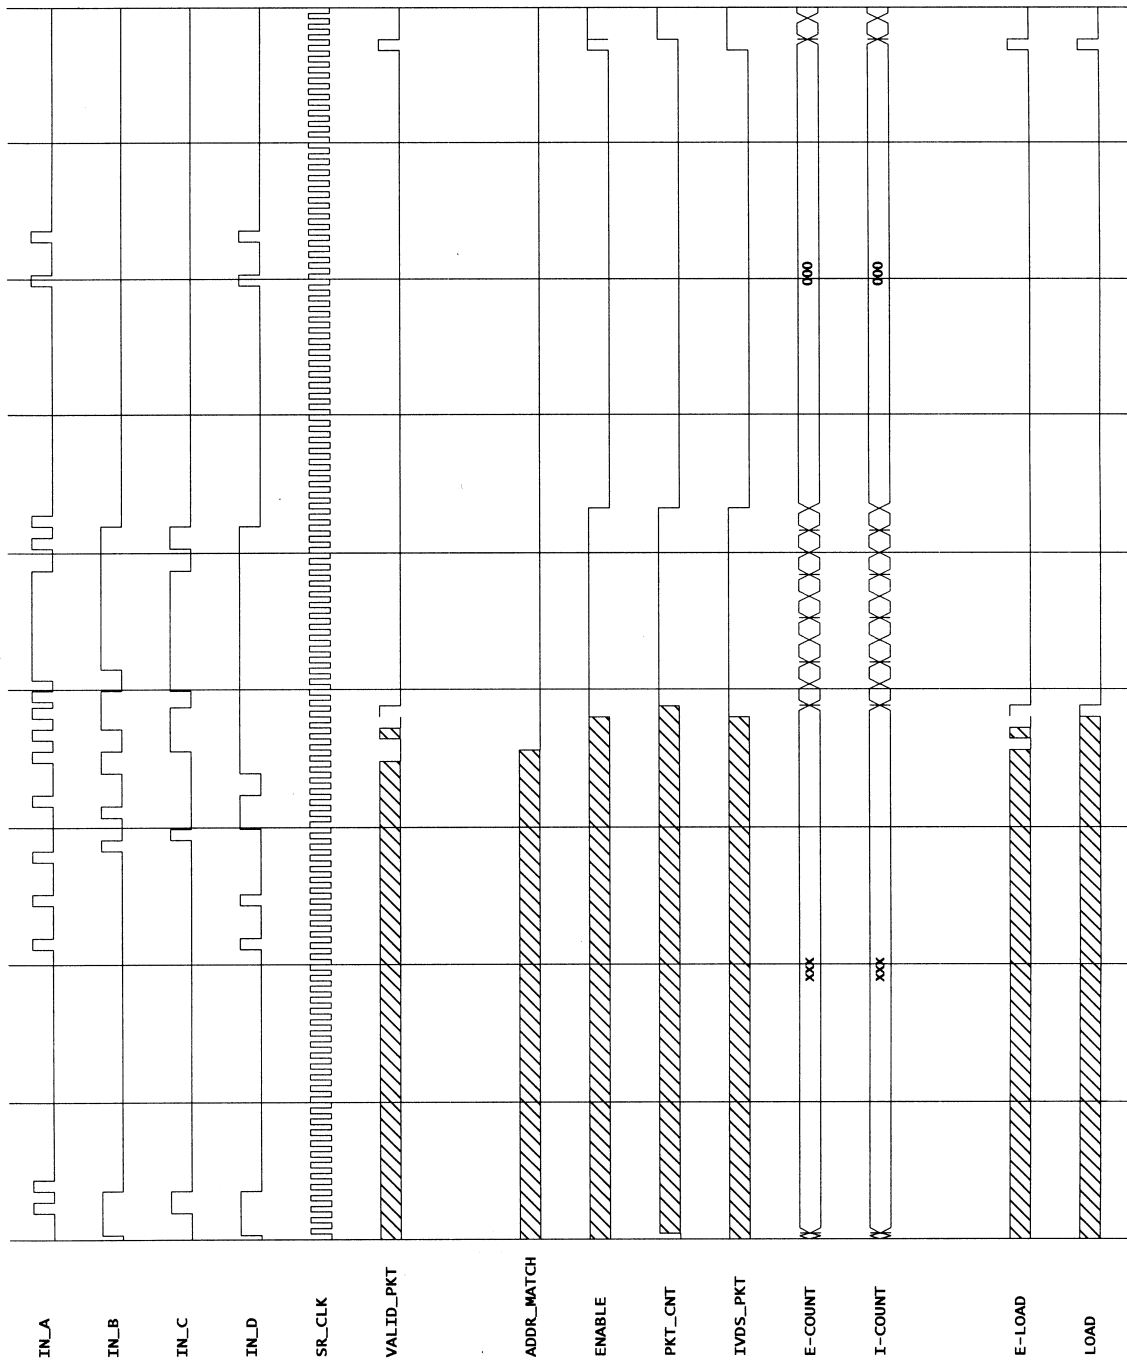 IN_A
IN_B
IN_C
IN_D
SR_CLK
VALID_PKT
ADDR_MATCH
ENABLE
PKT_CNT
IVDS_PKT
E-COUNT
XXX
000
I-COUNT
XXX
000
E-LOAD
LOAD